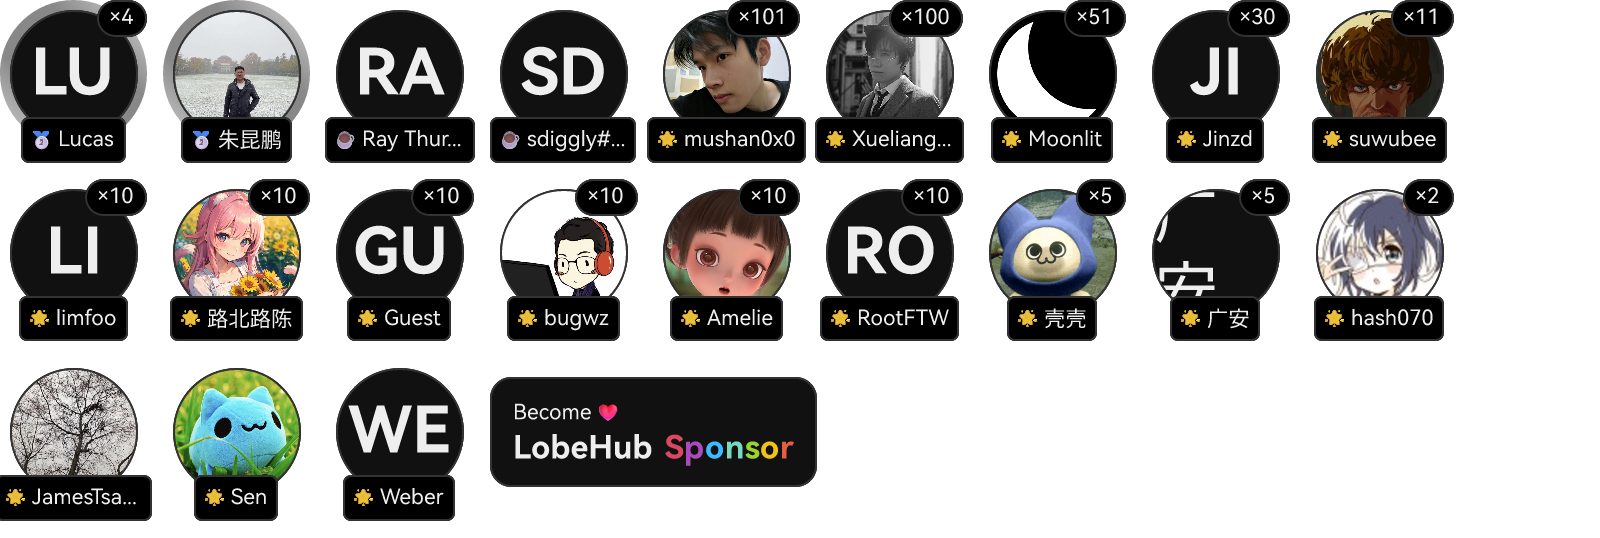 ×4
LU
Lucas
朱昆鹏
RA
Ray Thur...
SD
sdiggly#...
×101
mushan0x0
×100
Xueliang...
×51
Moonlit
×30
JI
Jinzd
×11
suwubee
×10
LI
limfoo
×10
路北路陈
×10
GU
Guest
×10
bugwz
×10
Amelie
×10
RO
RootFTW
×5
壳壳
×5
安
广安
×2
hash070
JamesTsa...
Sen
WE
Weber
Become
LobeHub Sponsor